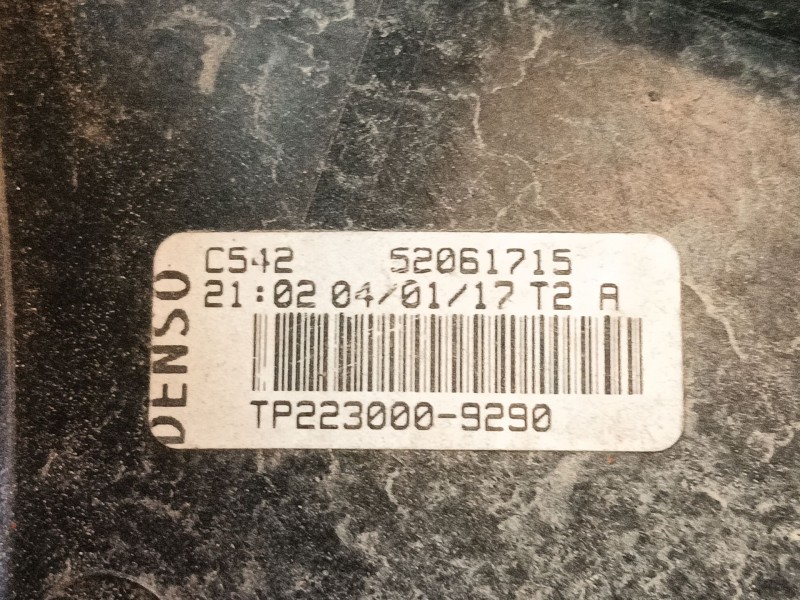 DENSO
C542 52061715
21:02 04/01/17 T2 A
TP223000-9290